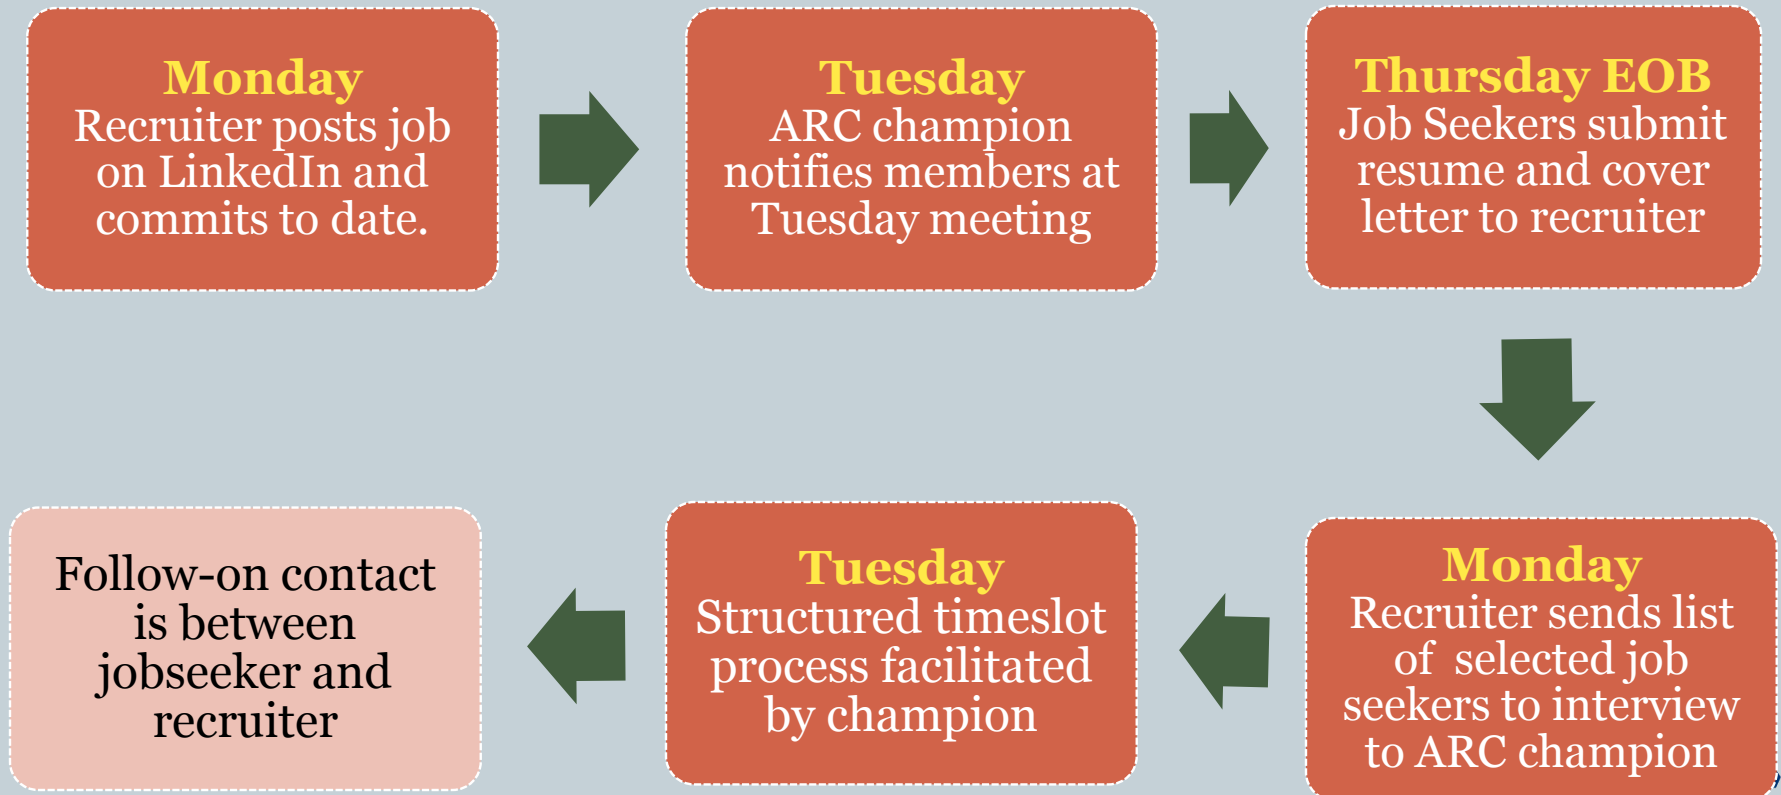 Monday
Recruiter posts job
on LinkedIn and
commits to date.
Tuesday
ARC champion
notifies members at
Tuesday meeting
Thursday EOB
Job Seekers submit
resume and cover
letter to recruiter
Monday
Recruiter sends list
of selected job
seekers to interview
to ARC champion
Tuesday
Structured timeslot
process facilitated
by champion
Follow-on contact
is between
jobseeker and
recruiter